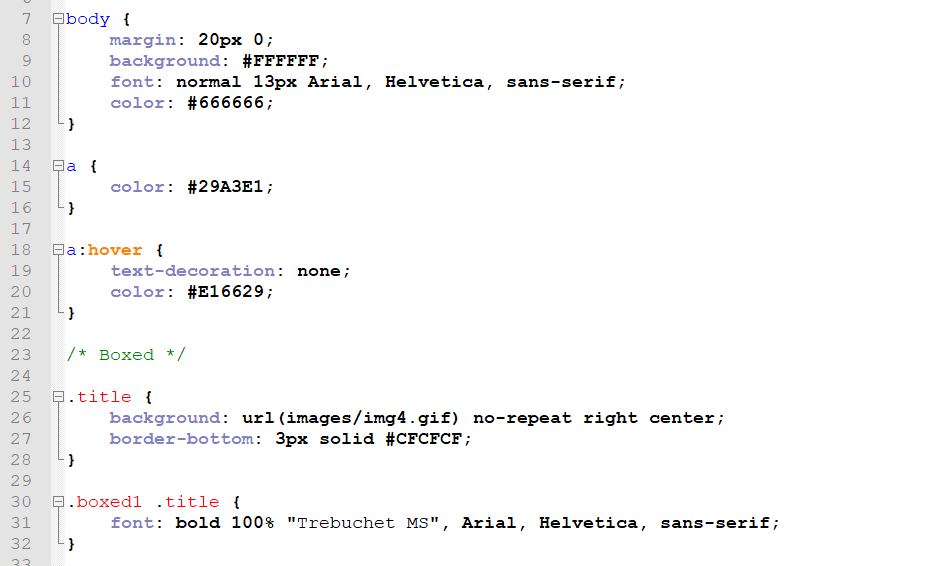 7 body {
8 margin: 20px 0;
9 background: #FFFFFF;
10 font: normal 13px Arial, Helvetica, sans-serif;
11 color: #666666;
12 }
13
14 a {
15 color: #29A3E1;
16 }
17
18 a:hover {
19 text-decoration: none;
20 color: #E16629;
21 }
22
23 /* Boxed */
24
25 .title {
26 background: url(images/img4.gif) no-repeat right center;
27 border-bottom: 3px solid #CFCFCF;
28 }
29
30 .boxed1 .title {
31 font: bold 100% "Trebuchet MS", Arial, Helvetica, sans-serif;
32 }
33